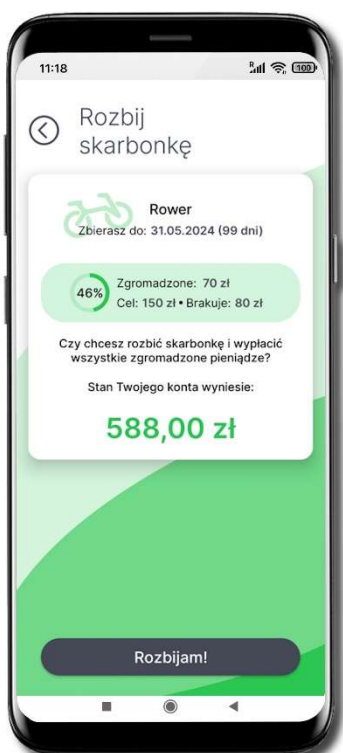 11:18
R
100
Rozbij
skarbonkę
Rower
Zbierasz do: 31.05.2024 (99 dni)
46%
Zgromadzone: 70 zł
Cel: 150 zł • Brakuje: 80 zł
Czy chcesz rozbić skarbonkę i wypłacić
wszystkie zgromadzone pieniądze?
Stan Twojego konta wyniesie:
588,00 zł
Rozbijam!